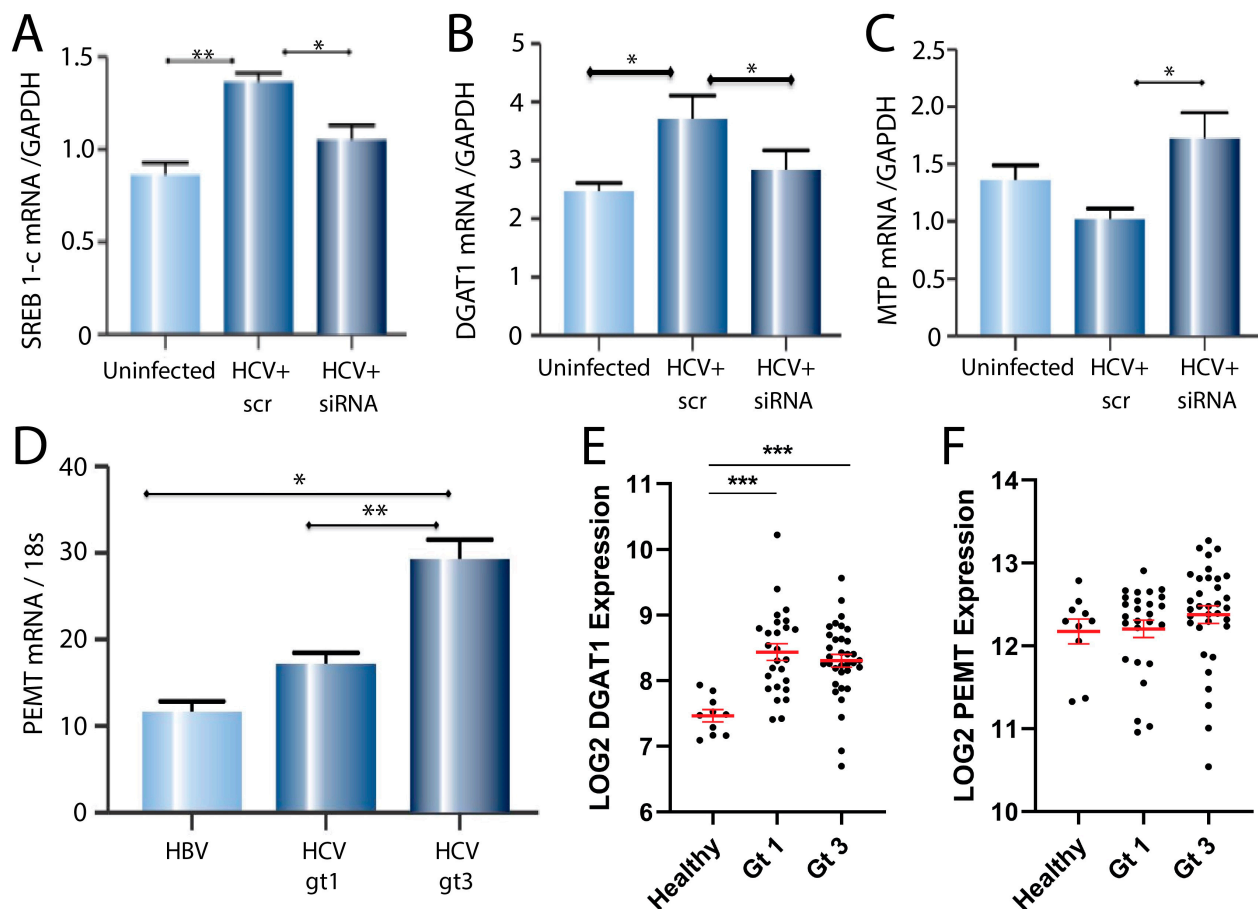 A
SREB 1-c mRNA /GAPDH
1.5
1.0
0.5
0
**
*
Uninfected
HCV+
scr
HCV+
siRNA
B
DGAT1 mRNA /GAPDH
5
4
3
2
1
0
*
*
Uninfected
HCV+
scr
HCV+
siRNA
C
MTP mRNA /GAPDH
2.5
2.0
1.5
1.0
0.5
0
*
Uninfected
HCV+
scr
HCV+
siRNA
D
PEMT mRNA / 18s
40
30
20
10
0
*
**
HBV
HCV
gt1
HCV
gt3
E
LOG2 DGAT1 Expression
11
10
9
8
7
6
***
***
Healthy
Gt 1
Gt 3
F
LOG2 PEMT Expression
14
13
12
11
10
Healthy
Gt 1
Gt 3